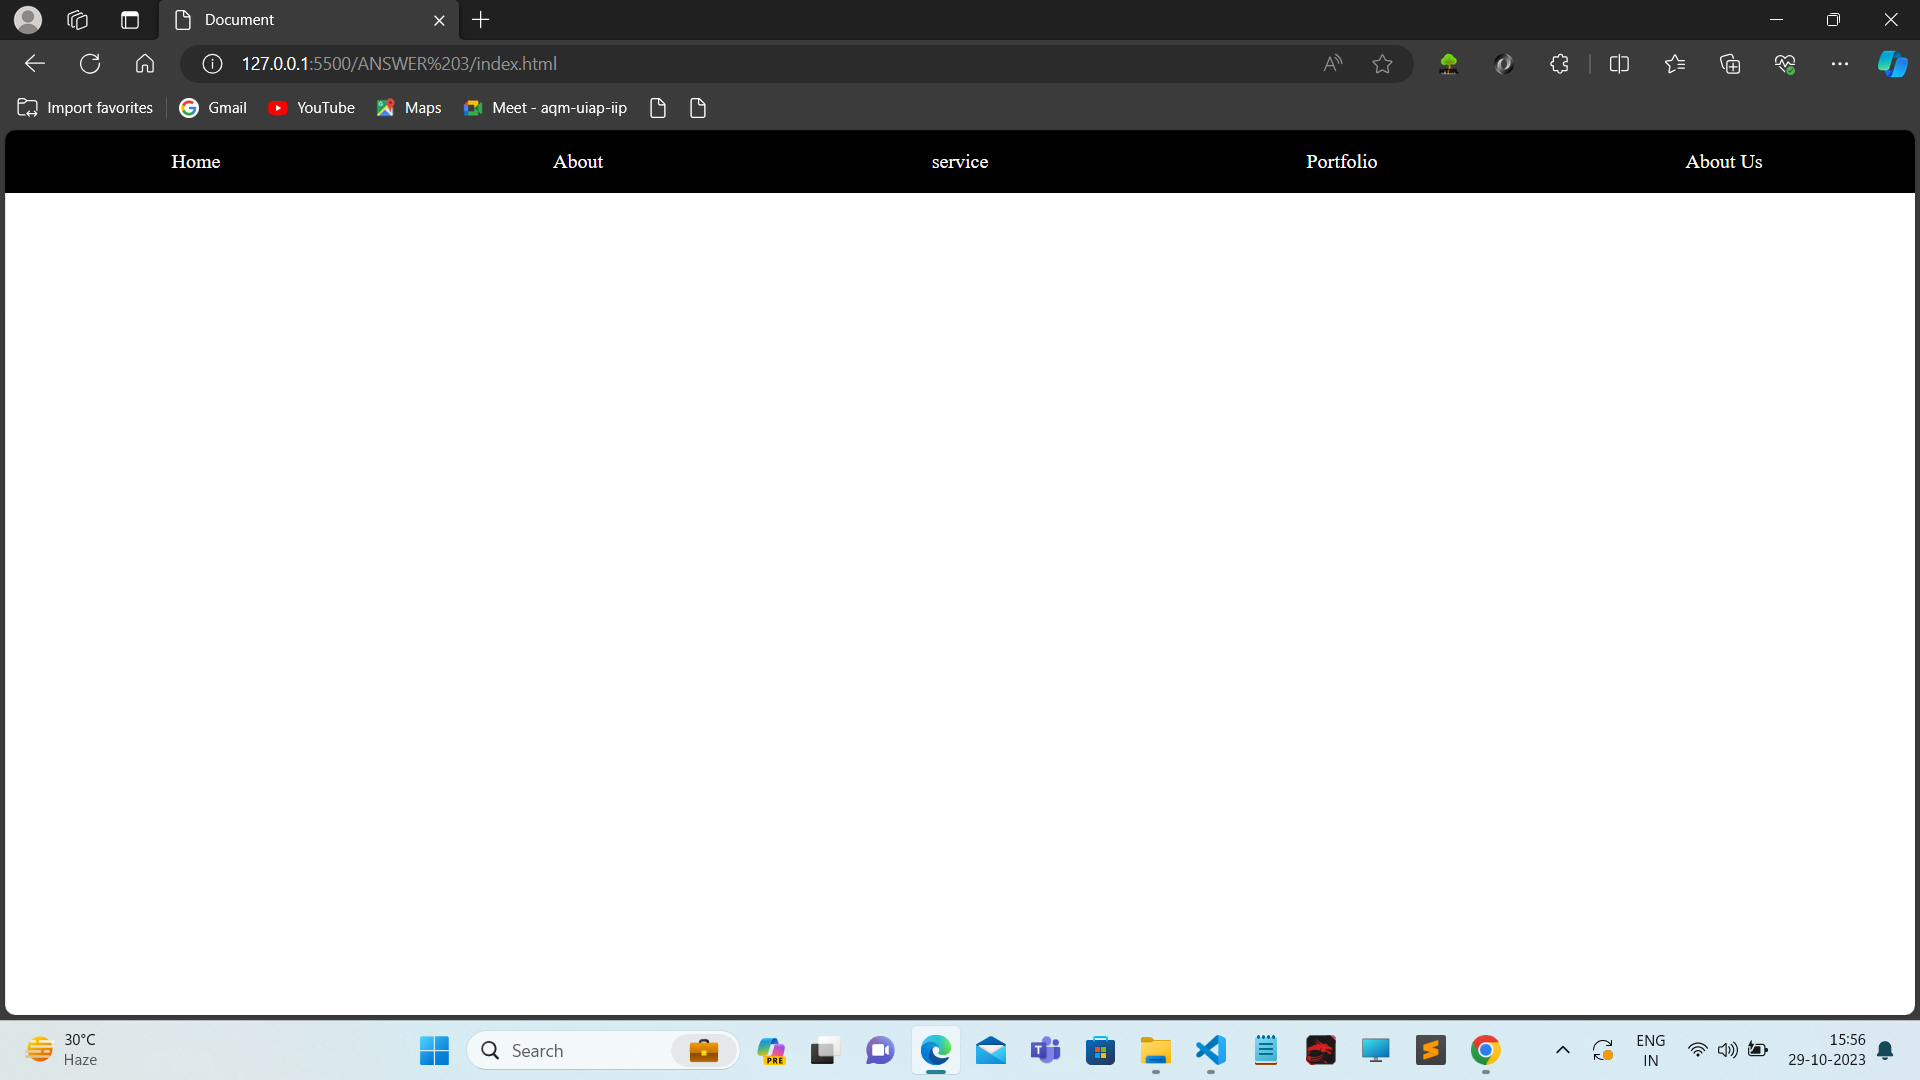 Document
127.0.0.1:5500/ANSWER%203/index.html
Import favorites Gmail YouTube Maps Meet - aqm-uiap-iip
Home About service Portfolio About Us
30°C
Haze
Search
PRE
ENG
IN
15:56
29-10-2023